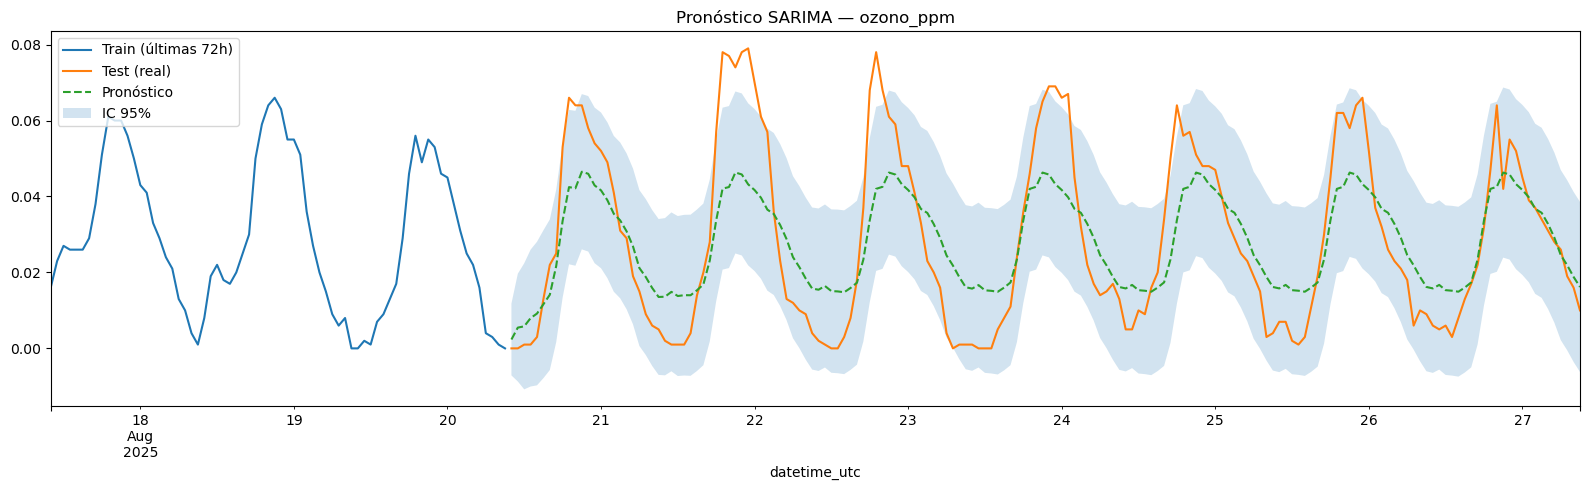 Pronóstico SARIMA — ozono_ppm
Train (últimas 72h)
Test (real)
Pronóstico
IC 95%
0.08
0.06
0.04
0.02
0.00
18
19
20
21
22
23
24
25
26
27
Aug
2025
datetime_utc